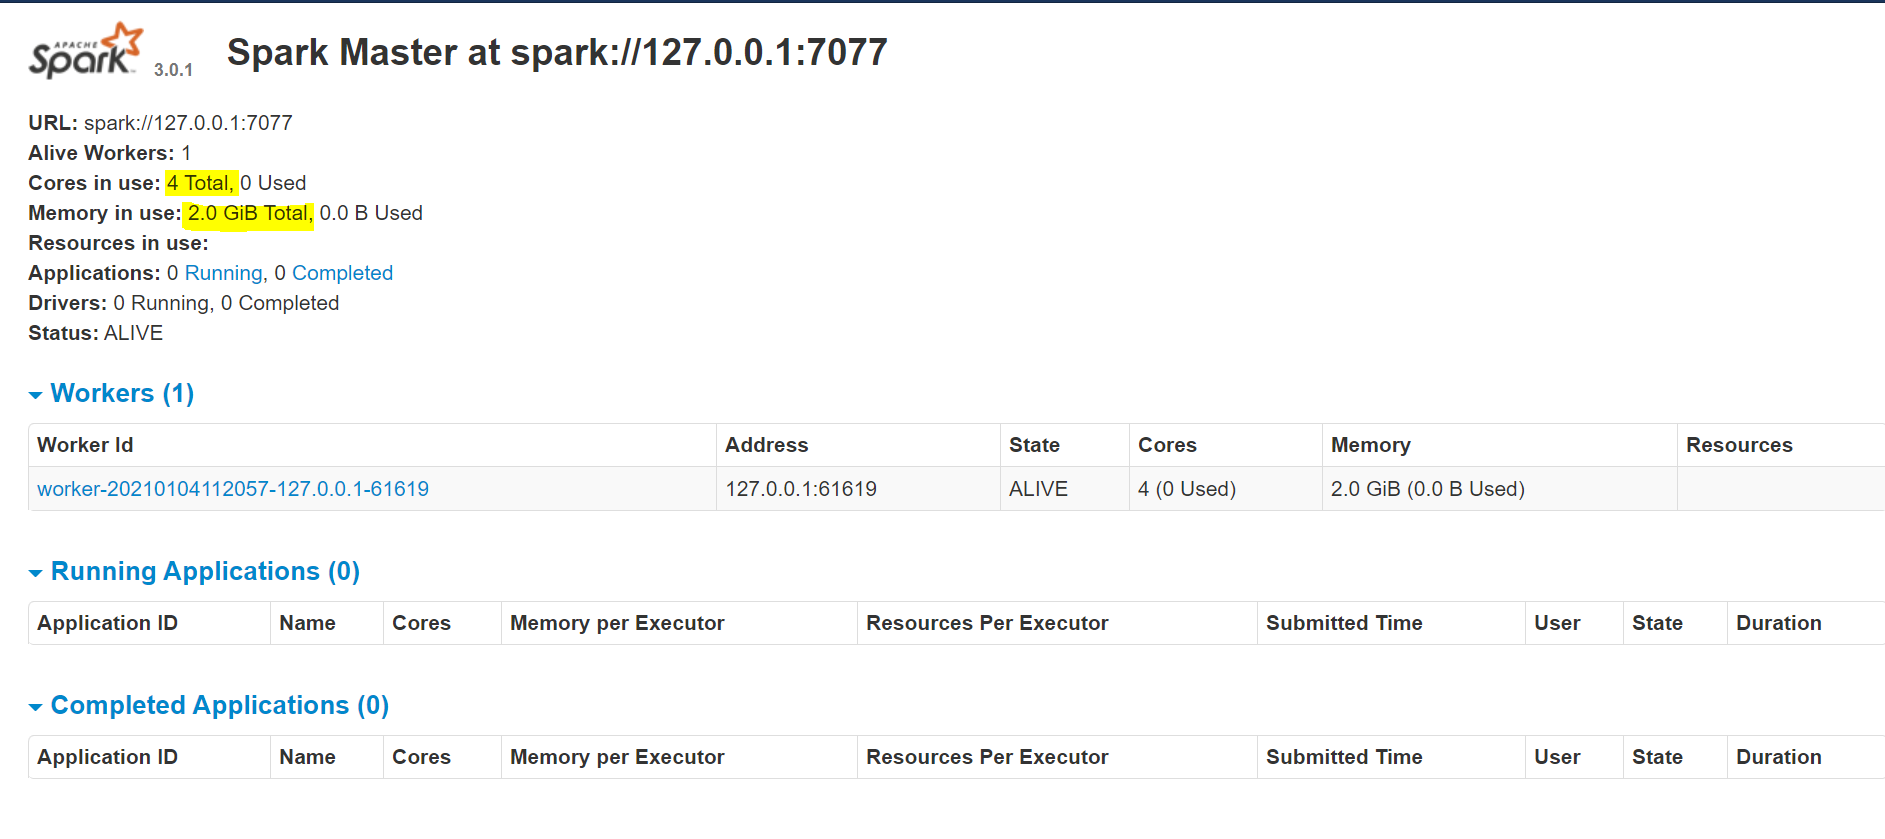 APACHE Spark 3.0.1 Spark Master at spark://127.0.0.1:7077
URL: spark://127.0.0.1:7077
Alive Workers: 1
Cores in use: 4 Total, 0 Used
Memory in use: 2.0 GiB Total, 0.0 B Used
Resources in use:
Applications: 0 Running, 0 Completed
Drivers: 0 Running, 0 Completed
Status: ALIVE
Workers (1)
Worker Id Address State Cores Memory Resources
worker-20210104112057-127.0.0.1-61619 127.0.0.1:61619 ALIVE 4 (0 Used) 2.0 GiB (0.0 B Used)
Running Applications (0)
Application ID Name Cores Memory per Executor Resources Per Executor Submitted Time User State Duration
Completed Applications (0)
Application ID Name Cores Memory per Executor Resources Per Executor Submitted Time User State Duration